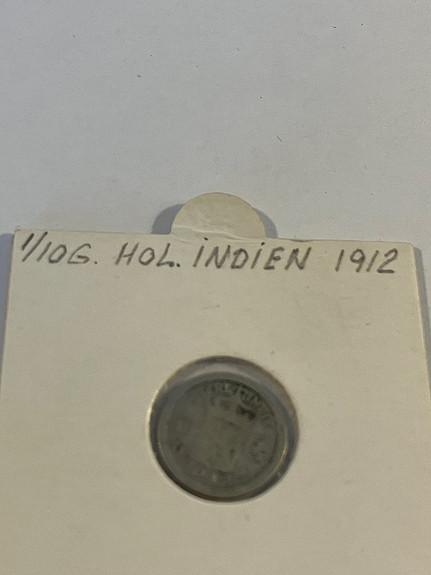 1/10G. HOL. INDIEN 1912